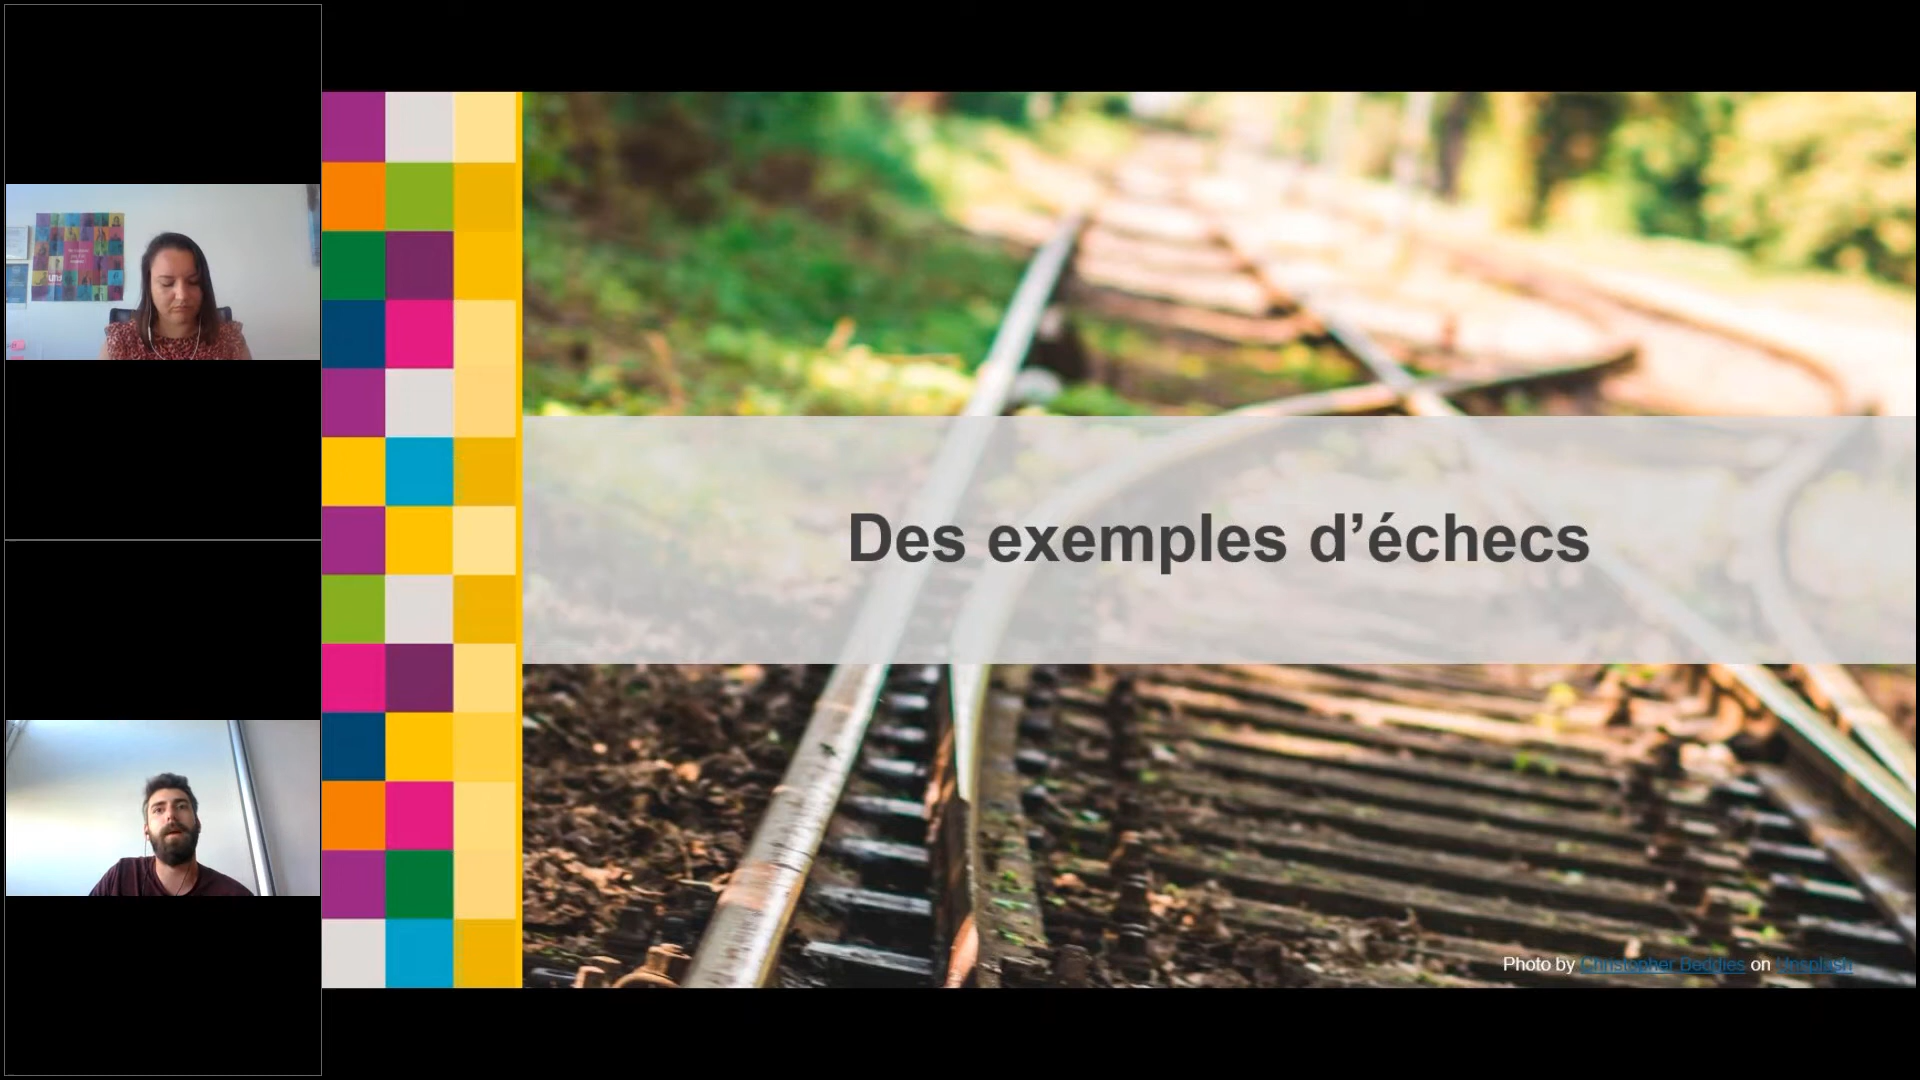 Des exemples d’échecs
Photo by Christopher Beddies on Unsplash